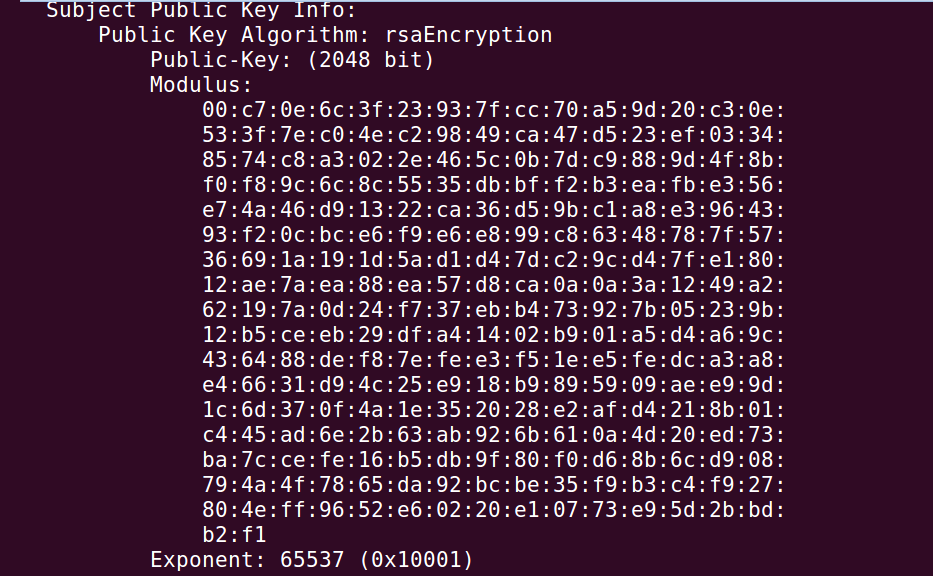 Subject Public Key Info:
Public Key Algorithm: rsaEncryption
Public-Key: (2048 bit)
Modulus:
00:c7:0e:6c:3f:23:93:7f:cc:70:a5:9d:20:c3:0e:
53:3f:7e:c0:4e:c2:98:49:ca:47:d5:23:ef:03:34:
85:74:c8:a3:02:2e:46:5c:0b:7d:c9:88:9d:4f:8b:
f0:f8:9c:6c:8c:55:35:db:bf:f2:b3:ea:fb:e3:56:
e7:4a:46:d9:13:22:ca:36:d5:9b:c1:a8:e3:96:43:
93:f2:0c:bc:e6:f9:e6:e8:99:c8:63:48:78:7f:57:
36:69:1a:19:1d:5a:d1:d4:7d:c2:9c:d4:7f:e1:80:
12:ae:7a:ea:88:ea:57:d8:ca:0a:0a:3a:12:49:a2:
62:19:7a:0d:24:f7:37:eb:b4:73:92:7b:05:23:9b:
12:b5:ce:eb:29:df:a4:14:02:b9:01:a5:d4:a6:9c:
43:64:88:de:f8:7e:fe:e3:f5:1e:e5:fe:dc:a3:a8:
e4:66:31:d9:4c:25:e9:18:b9:89:59:09:ae:e9:9d:
1c:6d:37:0f:4a:1e:35:20:28:e2:af:d4:21:8b:01:
c4:45:ad:6e:2b:63:ab:92:6b:61:0a:4d:20:ed:73:
ba:7c:ce:fe:16:b5:db:9f:80:f0:d6:8b:6c:d9:08:
79:4a:4f:78:65:da:92:bc:be:35:f9:b3:c4:f9:27:
80:4e:ff:96:52:e6:02:20:e1:07:73:e9:5d:2b:bd:
b2:f1
Exponent: 65537 (0x10001)